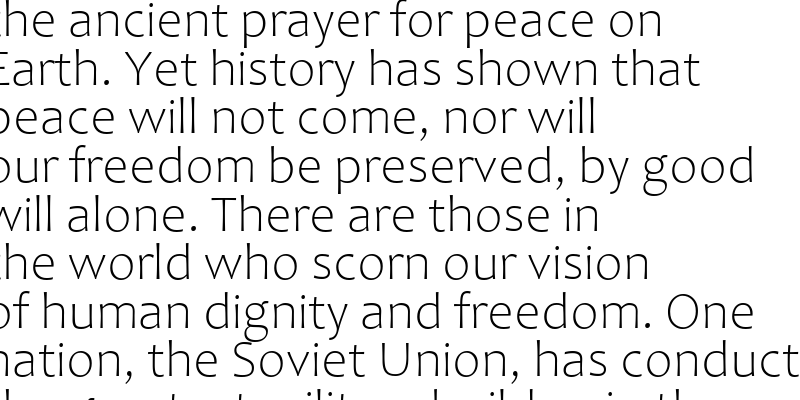 the ancient prayer for peace on
Earth. Yet history has shown that
peace will not come, nor will
our freedom be preserved, by good
will alone. There are those in
the world who scorn our vision
of human dignity and freedom. One
nation, the Soviet Union, has conduct